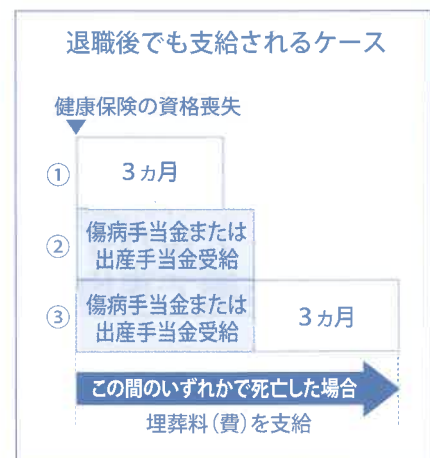 退職後でも支給されるケース
健康保険の資格喪失
① 3ヵ月
② 傷病手当金または
出産手当金受給
③ 傷病手当金または
出産手当金受給
3ヵ月
この間のいずれかで死亡した場合
埋葬料(費)を支給